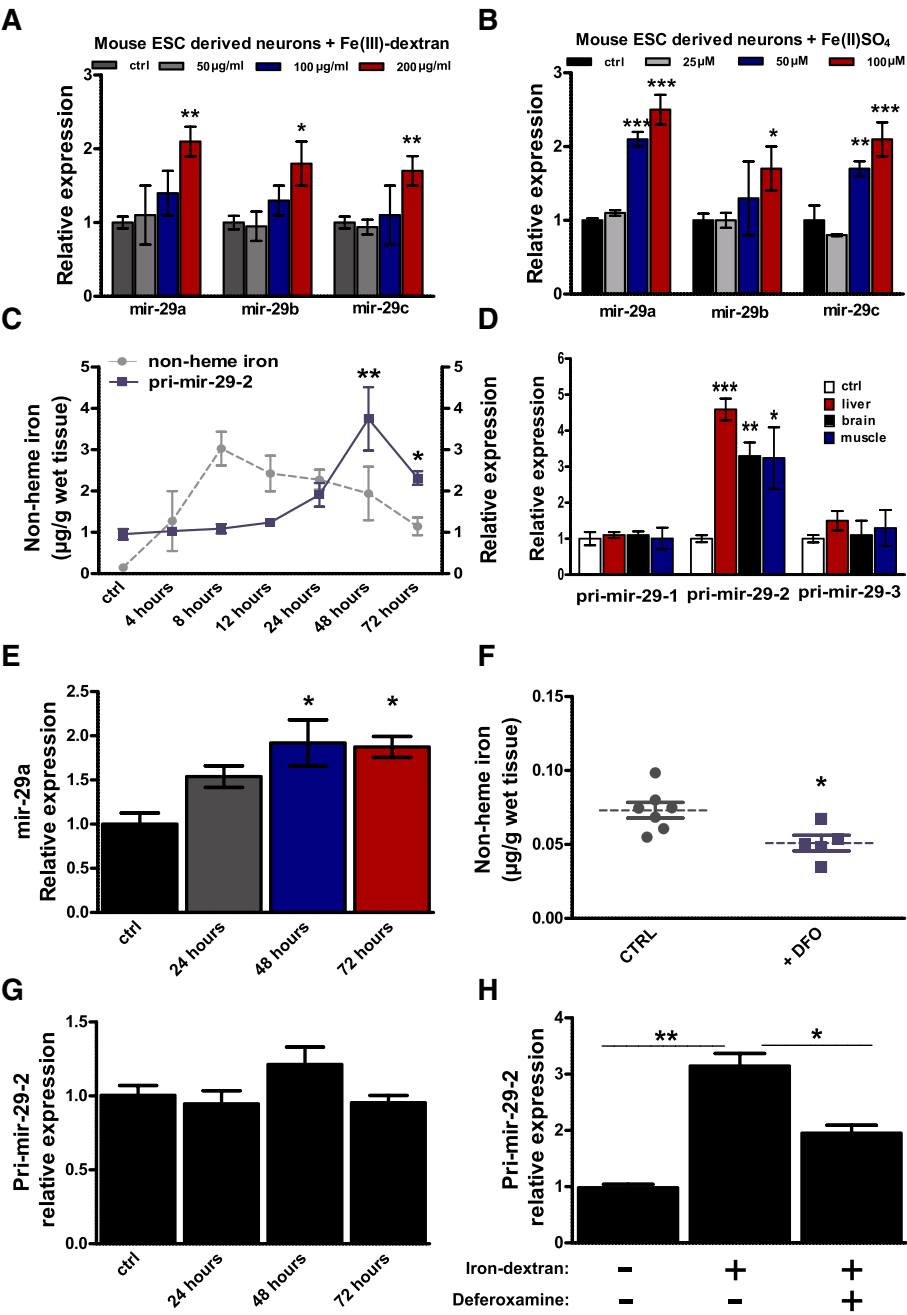 A
Mouse ESC derived neurons + Fe(III)-dextran
ctrl 50µg/ml 100µg/ml 200µg/ml
Relative expression
3
2
1
0
** * **
mir-29a mir-29b mir-29c
B
Mouse ESC derived neurons + Fe(II)SO4
ctrl 25µM 50µM 100µM
Relative expression
3
2
1
0
*** *** * ** ***
mir-29a mir-29b mir-29c
C
non-heme iron
pri-mir-29-2
Non-heme iron
(µg/g wet tissue)
5
4
3
2
1
0
** *
5
4
3
2
1
0
Relative expression
ctrl 4 hours 8 hours 12 hours 24 hours 48 hours 72 hours
D
ctrl
liver
brain
muscle
Relative expression
6
5
4
3
2
1
0
*** ** *
pri-mir-29-1 pri-mir-29-2 pri-mir-29-3
E
mir-29a
Relative expression
2.5
2.0
1.5
1.0
0.5
0.0
* *
ctrl 24 hours 48 hours 72 hours
F
Non-heme iron
(µg/g wet tissue)
0.15
0.10
0.05
0.00
*
CTRL + DFO
G
Pri-mir-29-2
relative expression
1.5
1.0
0.5
0.0
ctrl 24 hours 48 hours 72 hours
H
Pri-mir-29-2
relative expression
4
3
2
1
0
** *
Iron-dextran: - + +
Deferoxamine: - - +